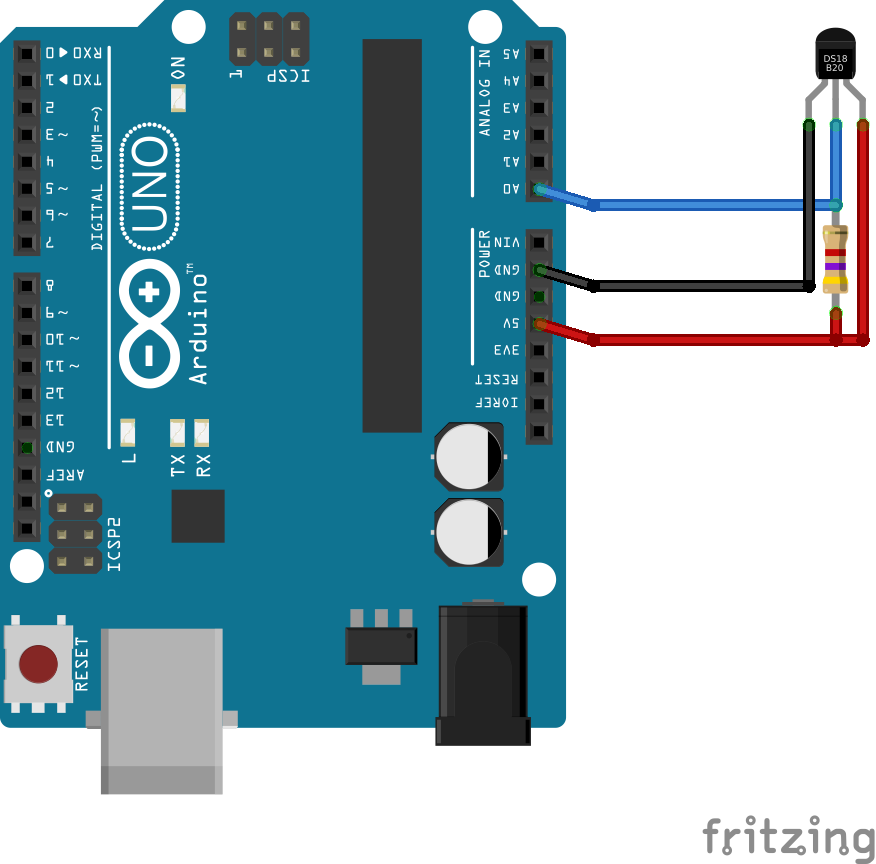 RXD ◀ 0
TXD ▶ 1
2
~ 3
4
~ 5
~ 6
7
8
~ 9
~ 10
~ 11
12
13
GND
AREF
DIGITAL (PWM=~)
ON
1
ICSP
UNO
Arduino™
L
TX
RX
ICSP2
RESET
ANALOG IN
A5
A4
A3
A2
A1
A0
POWER
VIN
GND
GND
5V
3V3
RESET
IOREF
DS18
B20
fritzing